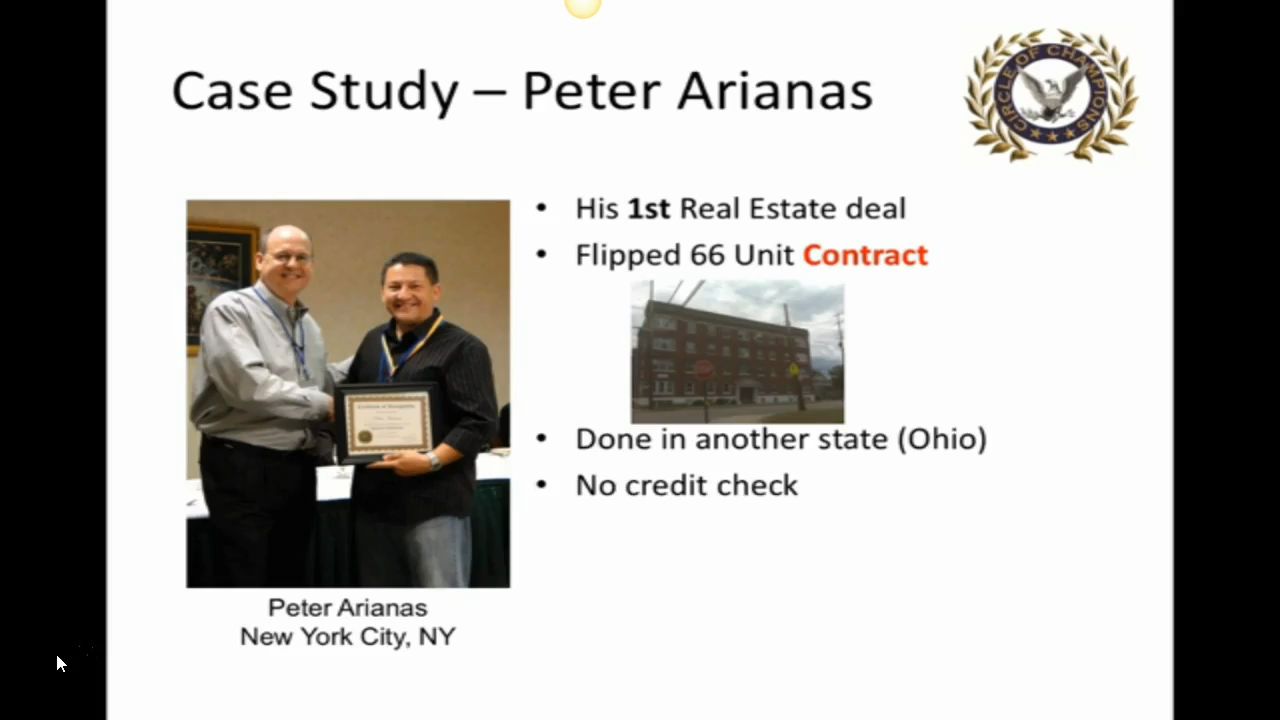 Case Study – Peter Arianas
CIRCLE OF CHAMPIONS
• His 1st Real Estate deal
• Flipped 66 Unit Contract
• Done in another state (Ohio)
• No credit check
Peter Arianas
New York City, NY